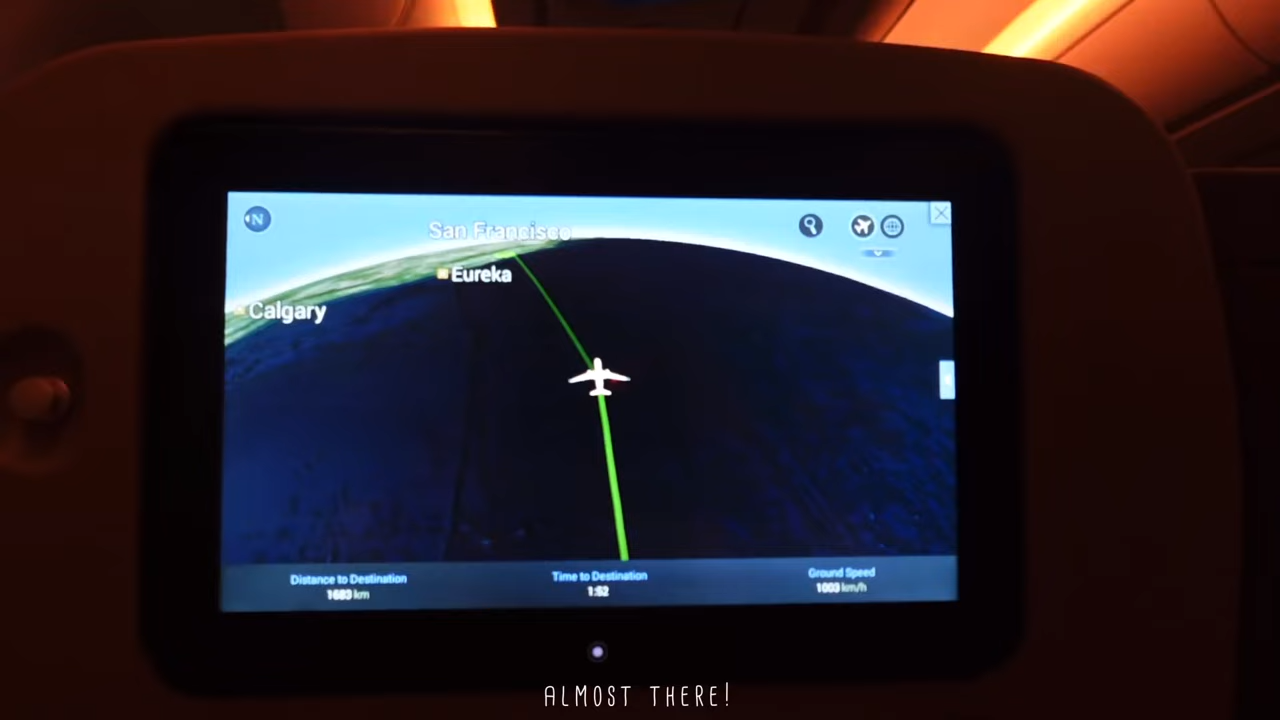 N
San Francisco
Eureka
Calgary
Distance to Destination
1683 km
Time to Destination
1:52
Ground Speed
1003 km/h
ALMOST THERE!